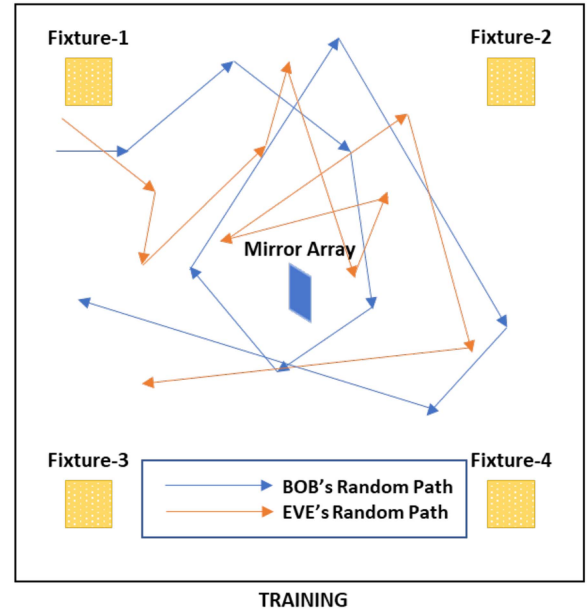 Fixture-1
Fixture-2
Mirror Array
Fixture-3
Fixture-4
BOB's Random Path
EVE's Random Path
TRAINING